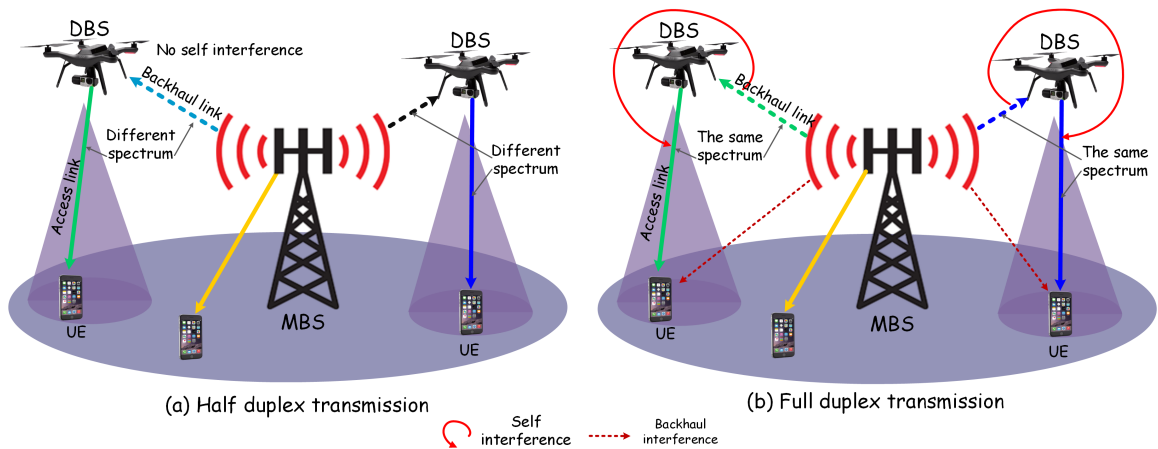 DBS
No self interference
Backhaul link
Different
spectrum
Access link
UE
MBS
DBS
Different
spectrum
UE
(a) Half duplex transmission
DBS
Backhaul link
The same
spectrum
Access link
UE
MBS
DBS
The same
spectrum
UE
(b) Full duplex transmission
Self
interference
Backhaul
interference